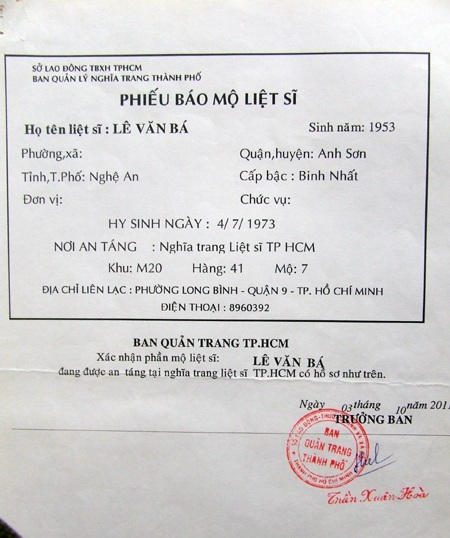 SỞ LAO ĐỘNG TBXH TPHCM
BAN QUẢN LÝ NGHĨA TRANG THÀNH PHỐ
PHIẾU BÁO MỘ LIỆT SĨ
Họ tên liệt sĩ : LÊ VĂN BÁ Sinh năm: 1953
Phường,xã: Quận,huyện: Anh Sơn
Tỉnh,T.Phố: Nghệ An Cấp bậc : Binh Nhất
Đơn vị: Chức vụ:
HY SINH NGÀY : 4/7/1973
NƠI AN TÁNG : Nghĩa trang Liệt sĩ TP HCM
Khu: M20 Hàng: 41 Mộ: 7
ĐỊA CHỈ LIÊN LẠC : PHƯỜNG LONG BÌNH - QUẬN 9 - TP. HỒ CHÍ MINH
ĐIỆN THOẠI : 8960392
BAN QUẢN TRANG TP.HCM
Xác nhận phần mộ liệt sĩ: LÊ VĂN BÁ
đang được an táng tại nghĩa trang liệt sĩ TP.HCM có hồ sơ như trên.
Ngày 03 tháng 10 năm 201
TRƯỞNG BAN
BAN
QUẢN TRANG
THÀNH PHỐ
THÀNH PHỐ HỒ CHÍ MINH
Trần Xuân Hoà